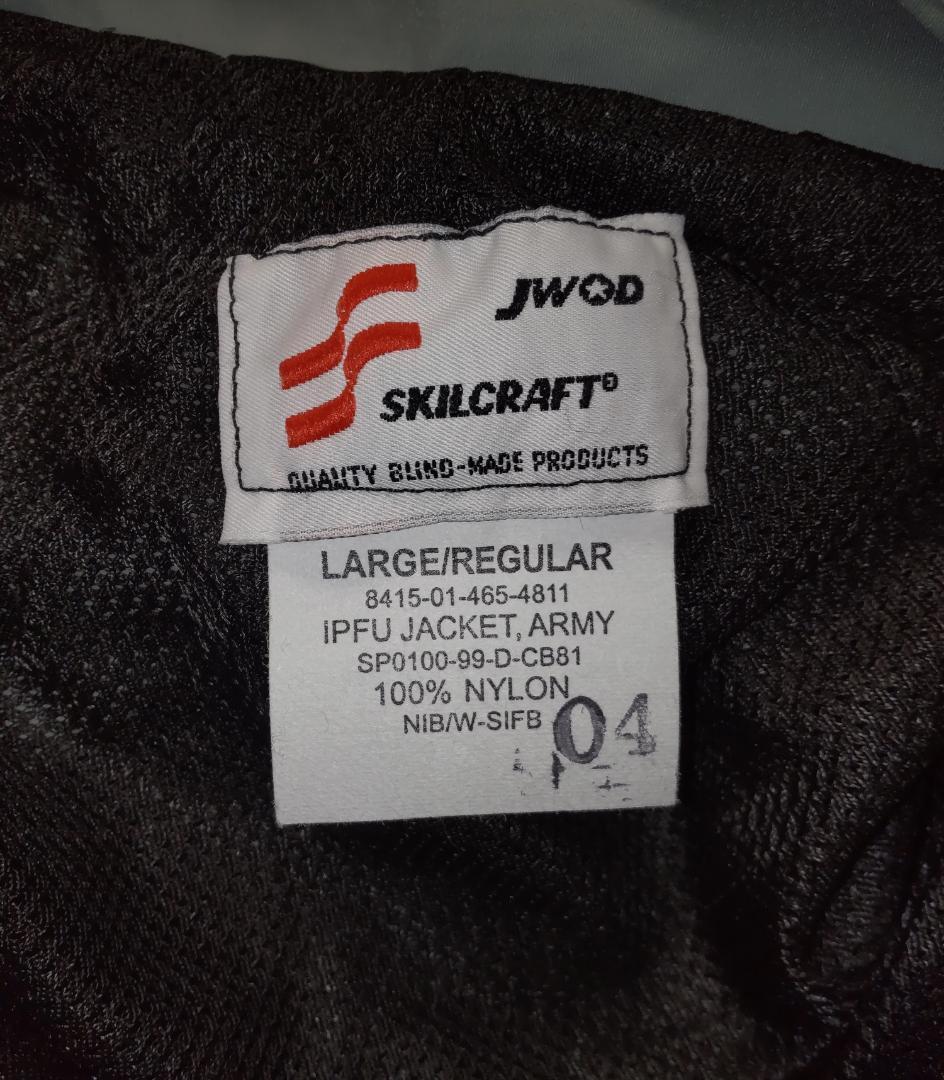 JWOD
SKILCRAFT®
QUALITY BLIND-MADE PRODUCTS
LARGE/REGULAR
8415-01-465-4811
IPFU JACKET, ARMY
SP0100-99-D-CB81
100% NYLON
NIB/W-SIFB
04